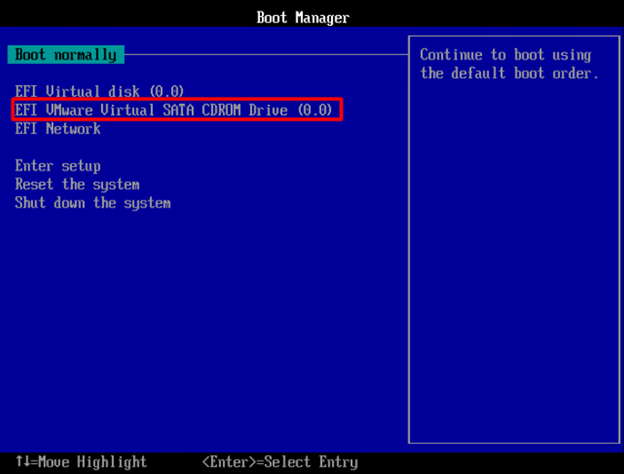 Boot Manager
Boot normally
EFI Virtual disk (0.0)
EFI VMware Virtual SATA CDROM Drive (0.0)
EFI Network
Enter setup
Reset the system
Shut down the system
Continue to boot using
the default boot order.
↑↓=Move Highlight <Enter>=Select Entry